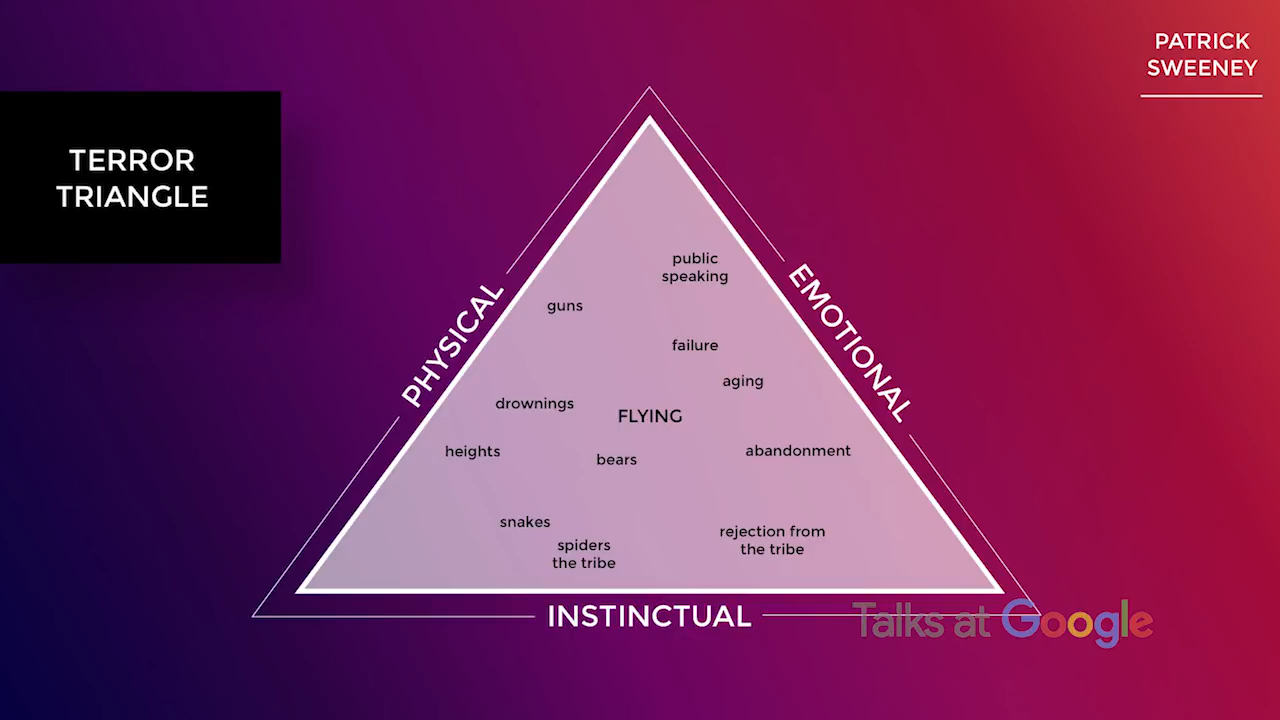 PATRICK
SWEENEY
TERROR
TRIANGLE
PHYSICAL
EMOTIONAL
public
speaking
guns
failure
aging
drownings
FLYING
heights
bears
abandonment
snakes
spiders
the tribe
rejection from
the tribe
INSTINCTUAL
Talks at Google